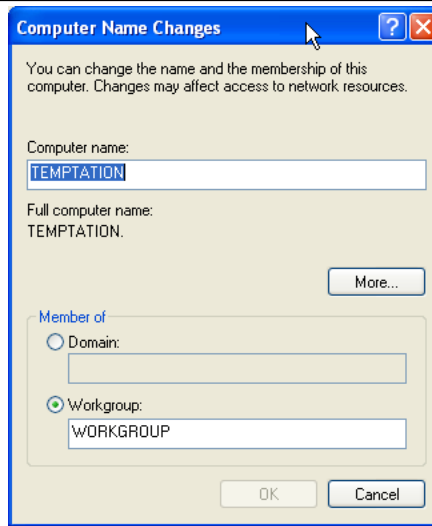 Computer Name Changes
You can change the name and the membership of this
computer. Changes may affect access to network resources.
Computer name:
TEMPTATION
Full computer name:
TEMPTATION.
More...
Member of
Domain:
Workgroup:
WORKGROUP
OK Cancel